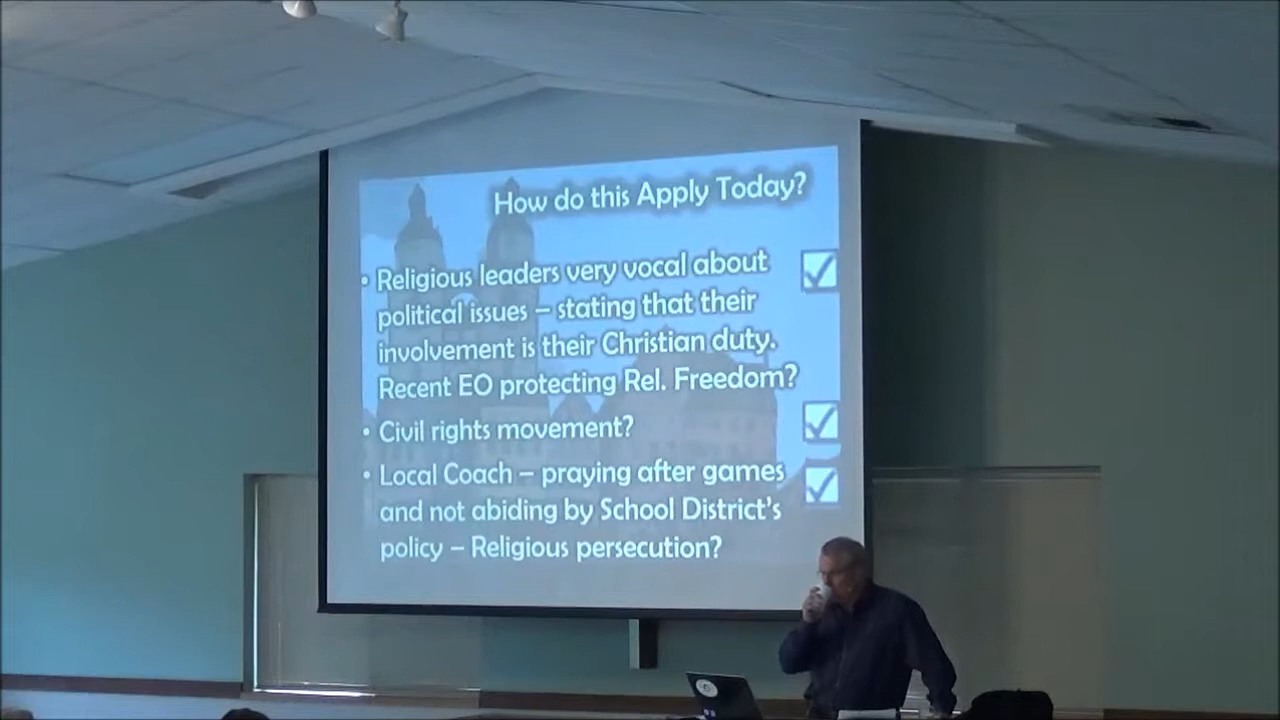 How do this Apply Today?
• Religious leaders very vocal about
political issues – stating that their
involvement is their Christian duty.
Recent EO protecting Rel. Freedom?
• Civil rights movement?
• Local Coach – praying after games
and not abiding by School District's
policy – Religious persecution?